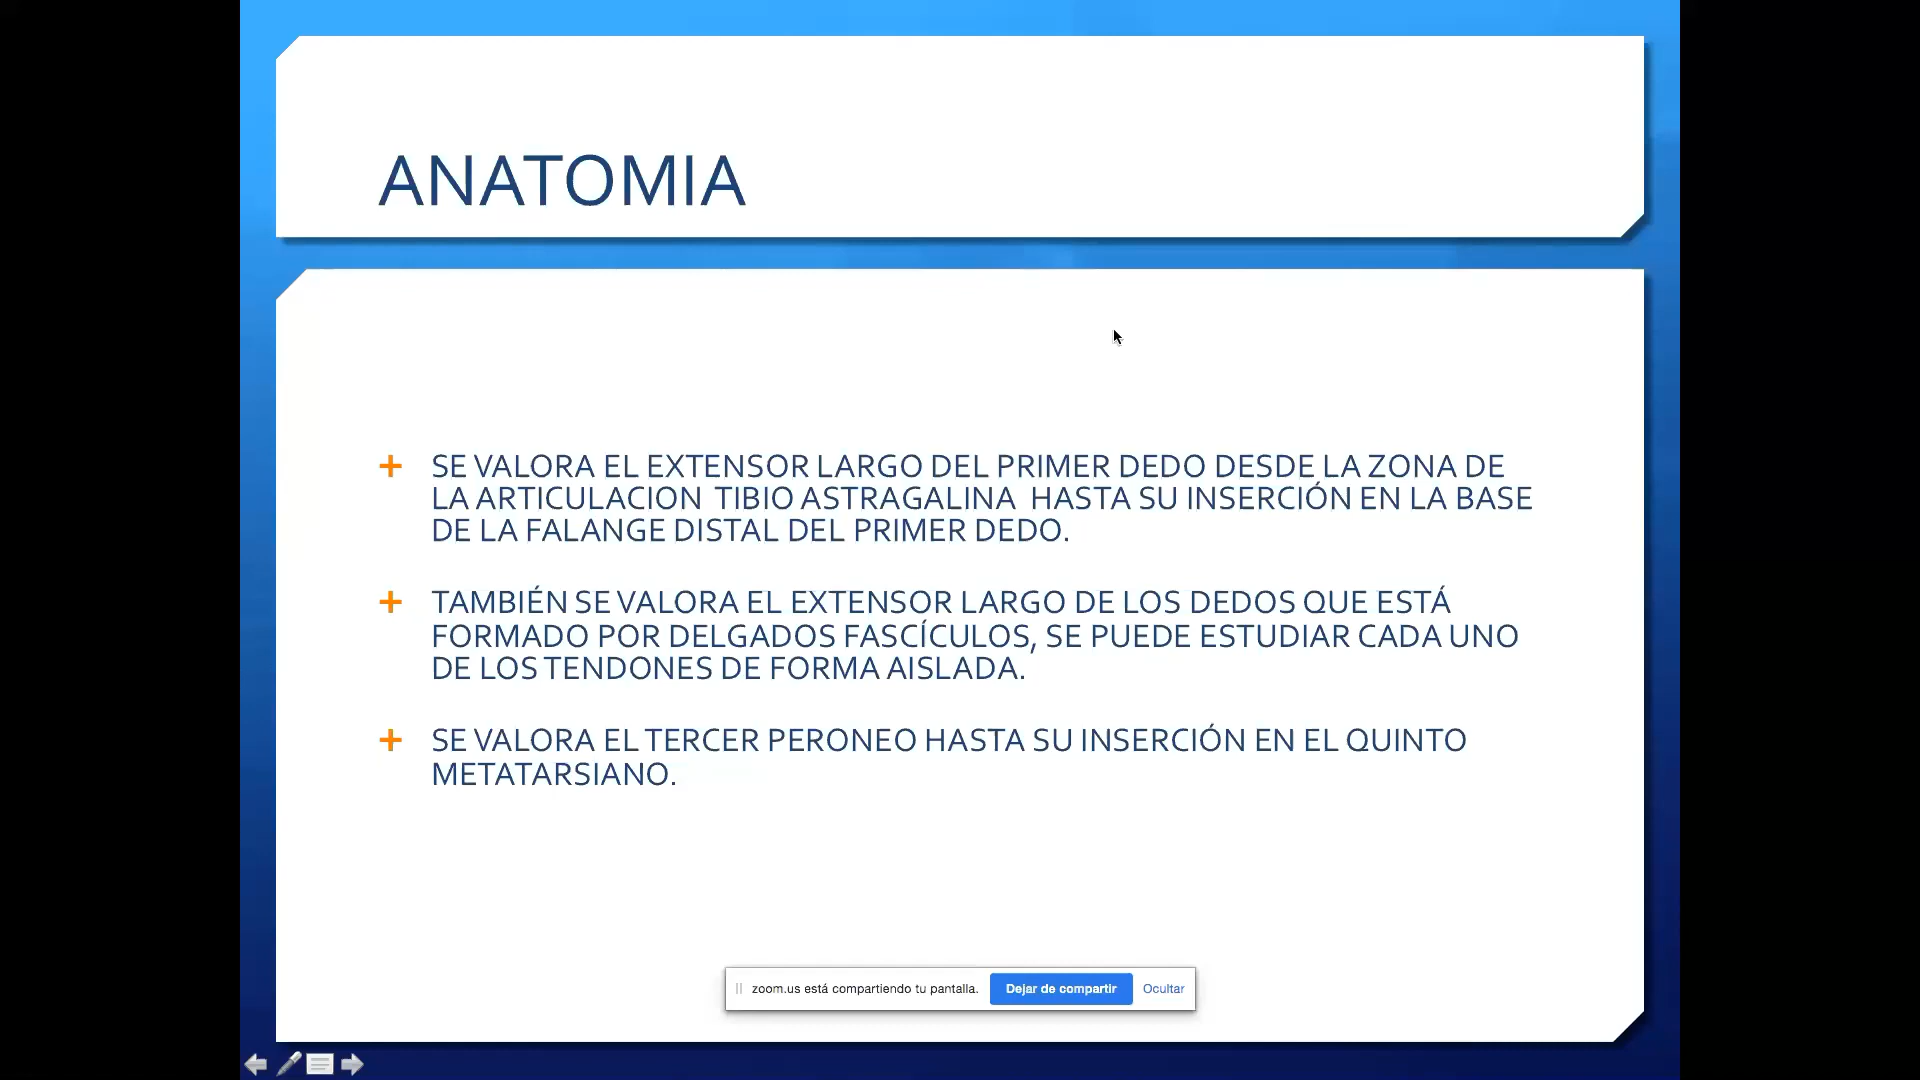 ANATOMIA
+ SE VALORA EL EXTENSOR LARGO DEL PRIMER DEDO DESDE LA ZONA DE
LA ARTICULACION TIBIO ASTRAGALINA HASTA SU INSERCIÓN EN LA BASE
DE LA FALANGE DISTAL DEL PRIMER DEDO.
+ TAMBIÉN SE VALORA EL EXTENSOR LARGO DE LOS DEDOS QUE ESTÁ
FORMADO POR DELGADOS FASCÍCULOS, SE PUEDE ESTUDIAR CADA UNO
DE LOS TENDONES DE FORMA AISLADA.
+ SE VALORA EL TERCER PERONEO HASTA SU INSERCIÓN EN EL QUINTO
METATARSIANO.
zoom.us está compartiendo tu pantalla. Dejar de compartir Ocultar